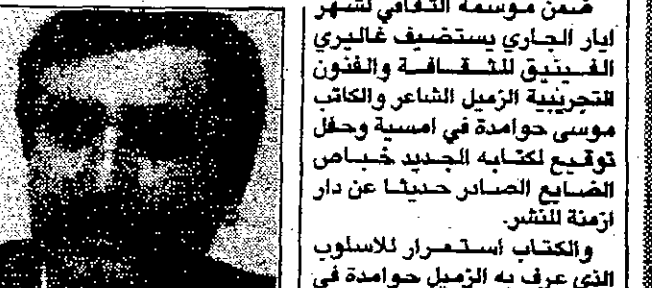 ضمن موسمه الثقافي لشهر
ايار الجاري يستضيف غاليري
الفينيق للثقافة والفنون
التجريبية الزميل الشاعر والكاتب
موسى حوامدة في امسية وحفل
توقيع لكتابه الجديد خباص
الضايع الصادر حديثا عن دار
ازمنة للنشر.
والكتاب استمرار للاسلوب
الذي عرف به الزميل حوامدة في